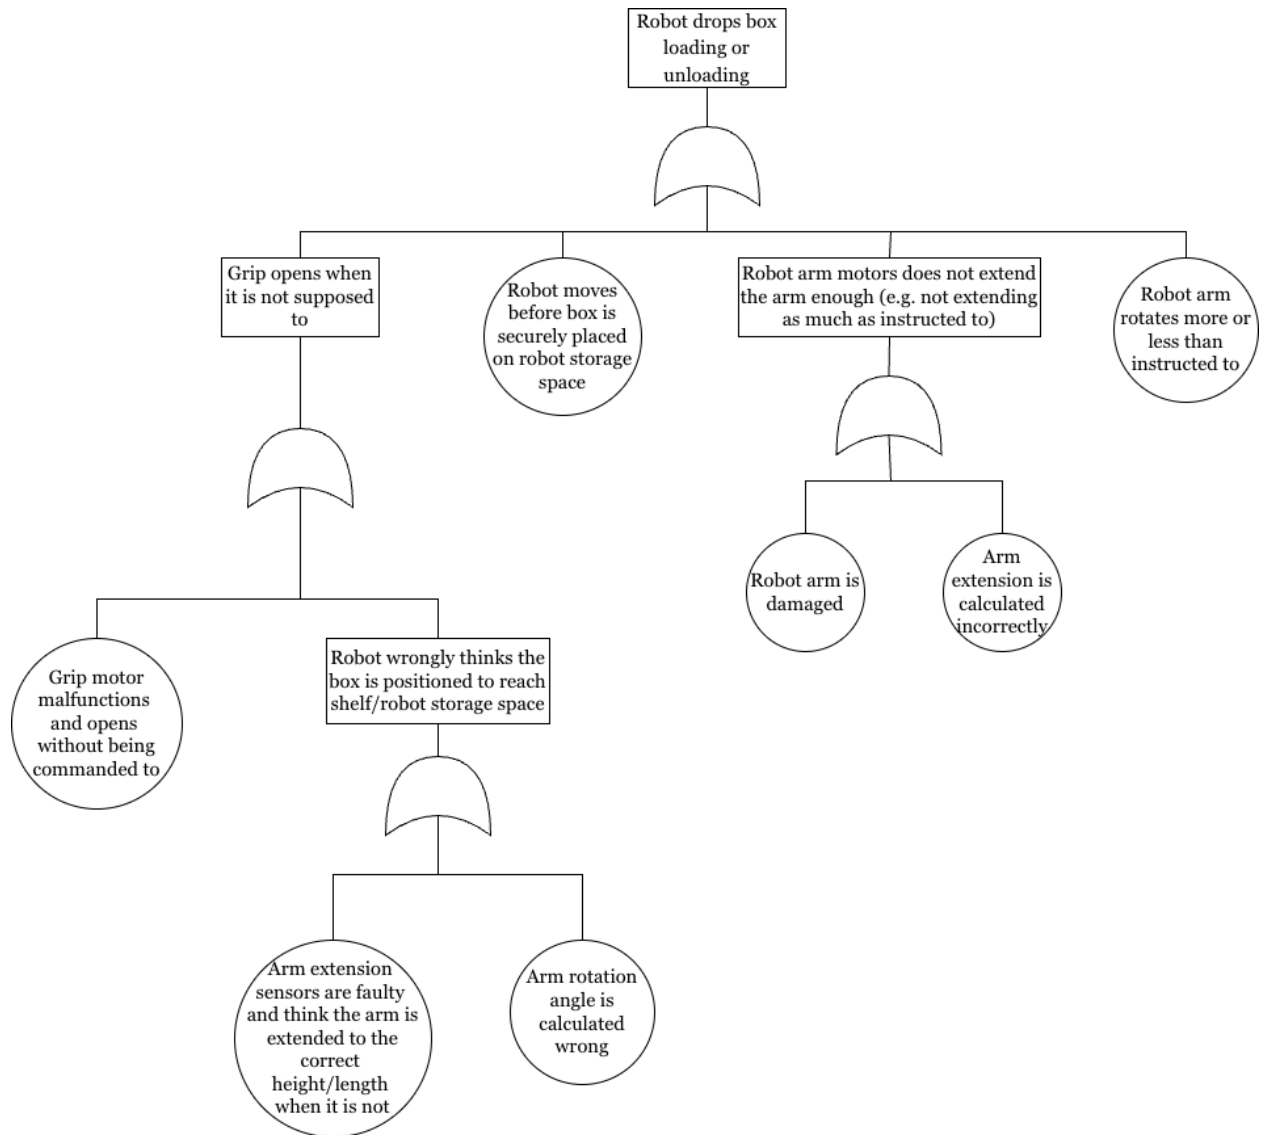 Robot drops box
loading or
unloading
Grip opens when
it is not supposed
to
Robot moves
before box is
securely placed
on robot storage
space
Robot arm motors does not extend
the arm enough (e.g. not extending
as much as instructed to)
Robot arm
rotates more or
less than
instructed to
Robot arm is
damaged
Arm
extension is
calculated
incorrectly
Grip motor
malfunctions
and opens
without being
commanded to
Robot wrongly thinks the
box is positioned to reach
shelf/robot storage space
Arm extension
sensors are faulty
and think the arm is
extended to the
correct
height/length
when it is not
Arm rotation
angle is
calculated
wrong